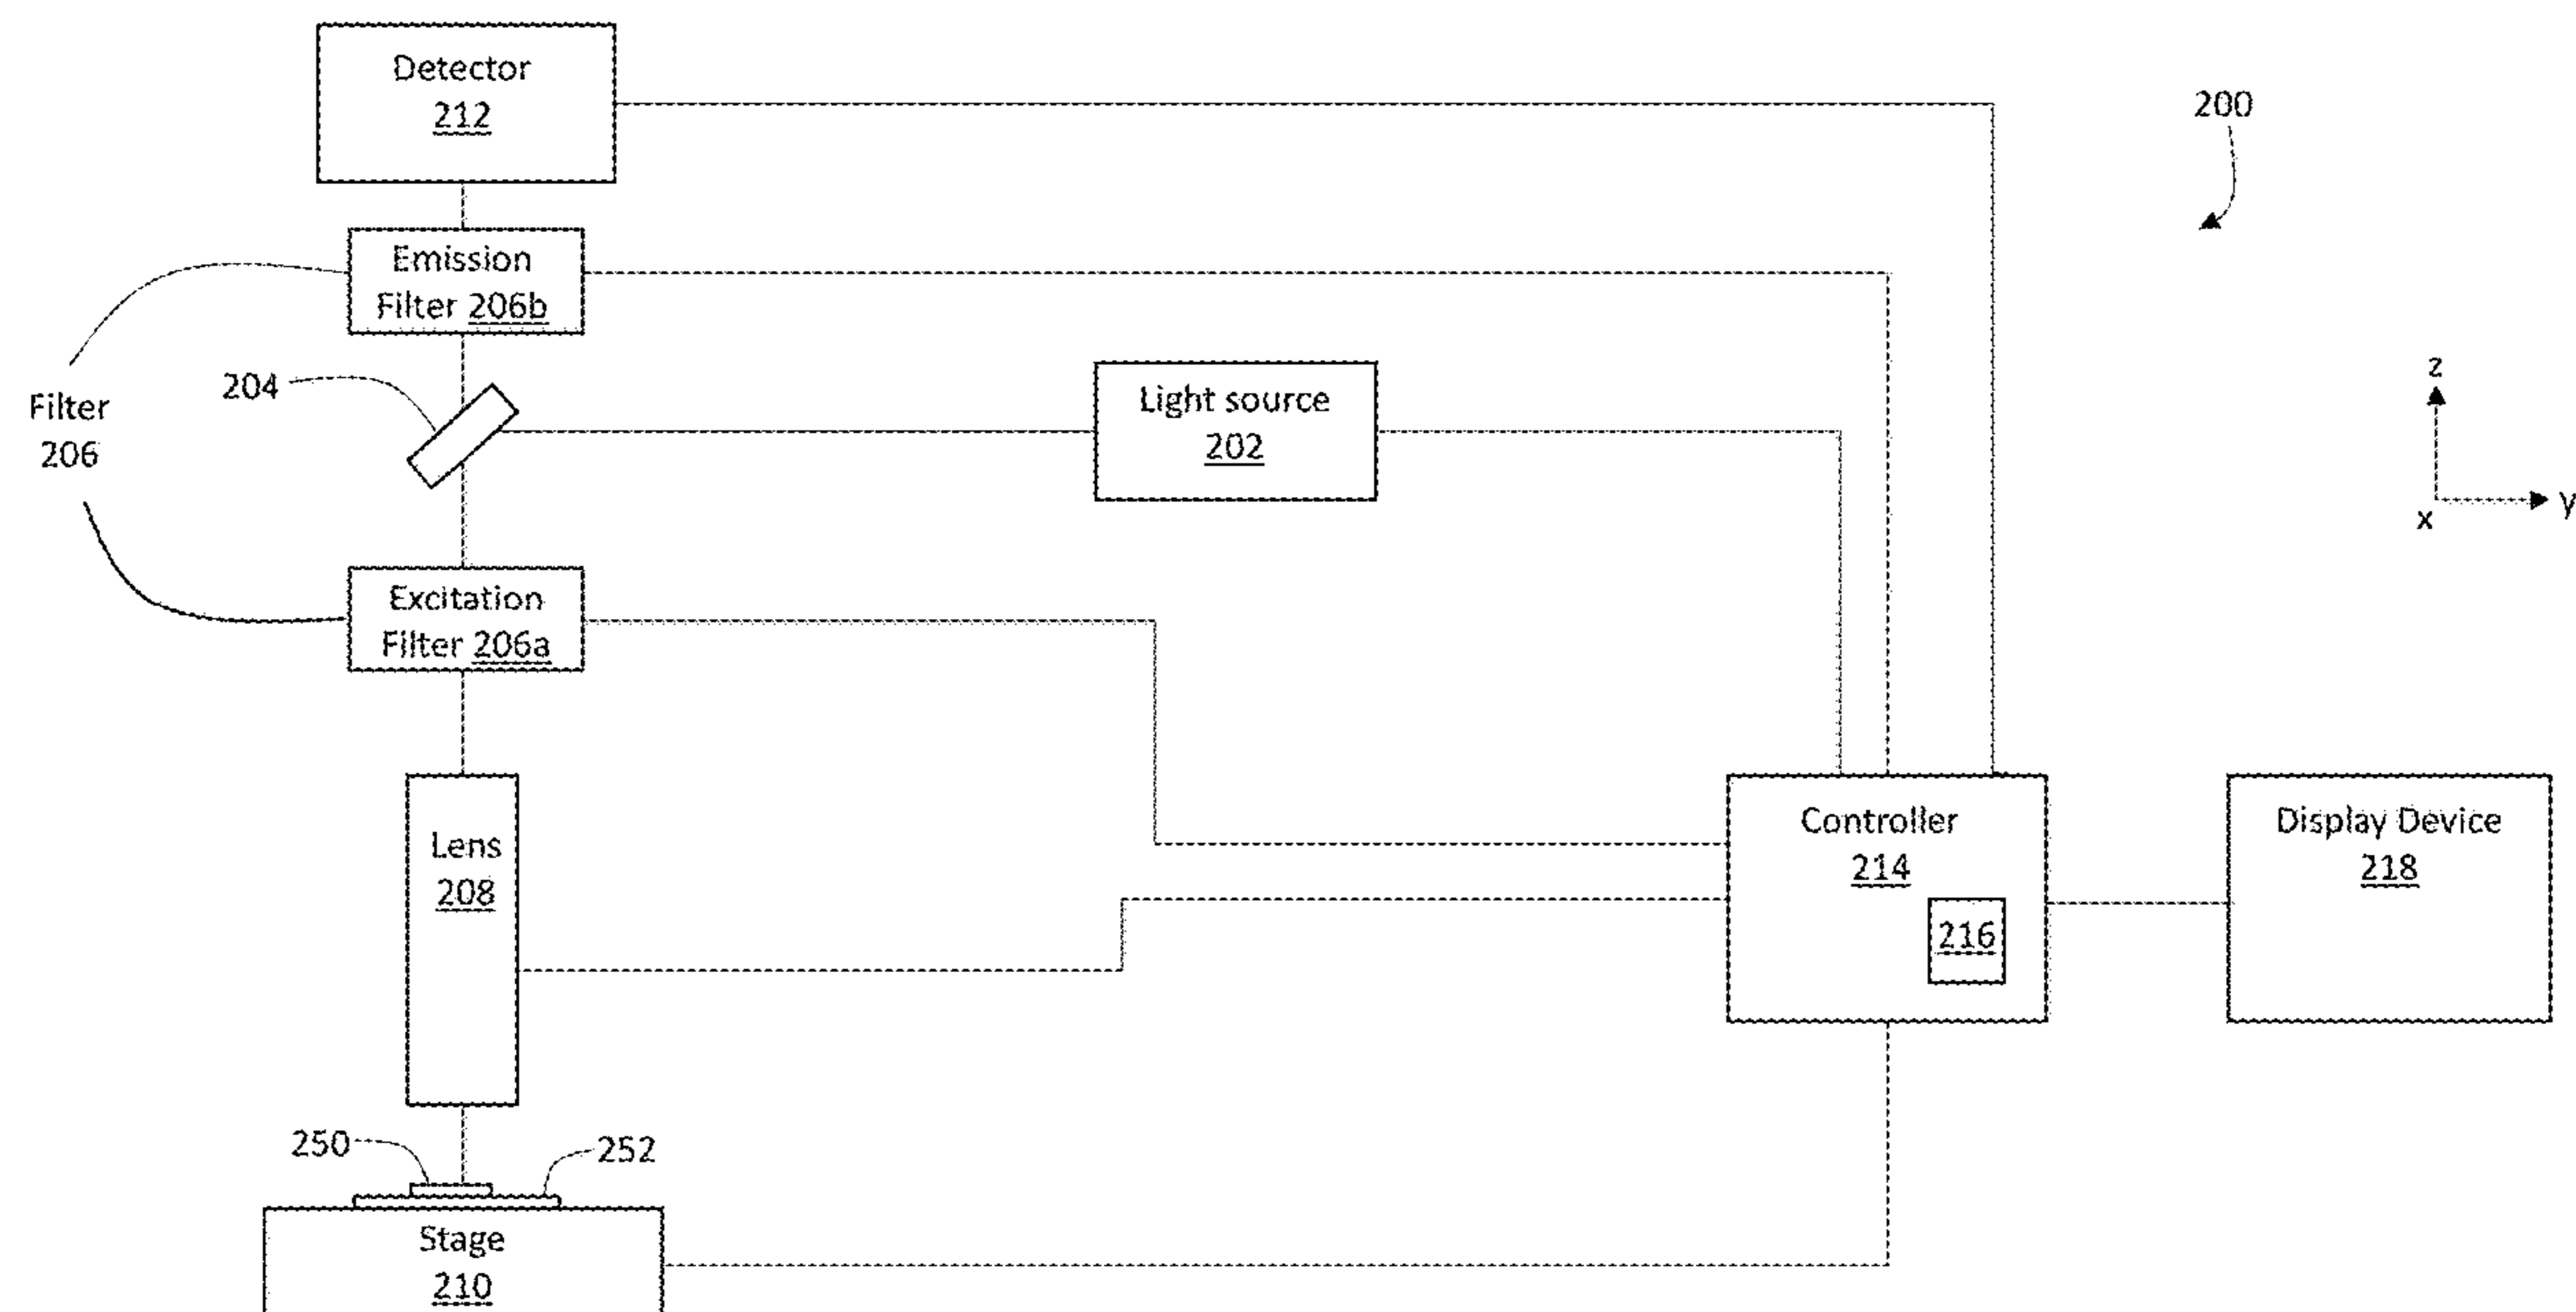 Detector
212
200
Emission
Filter 206b
204
Light source
202
Filter
206
z
x
y
Excitation
Filter 206a
Lens
208
Controller
214
216
Display Device
218
250
252
Stage
210